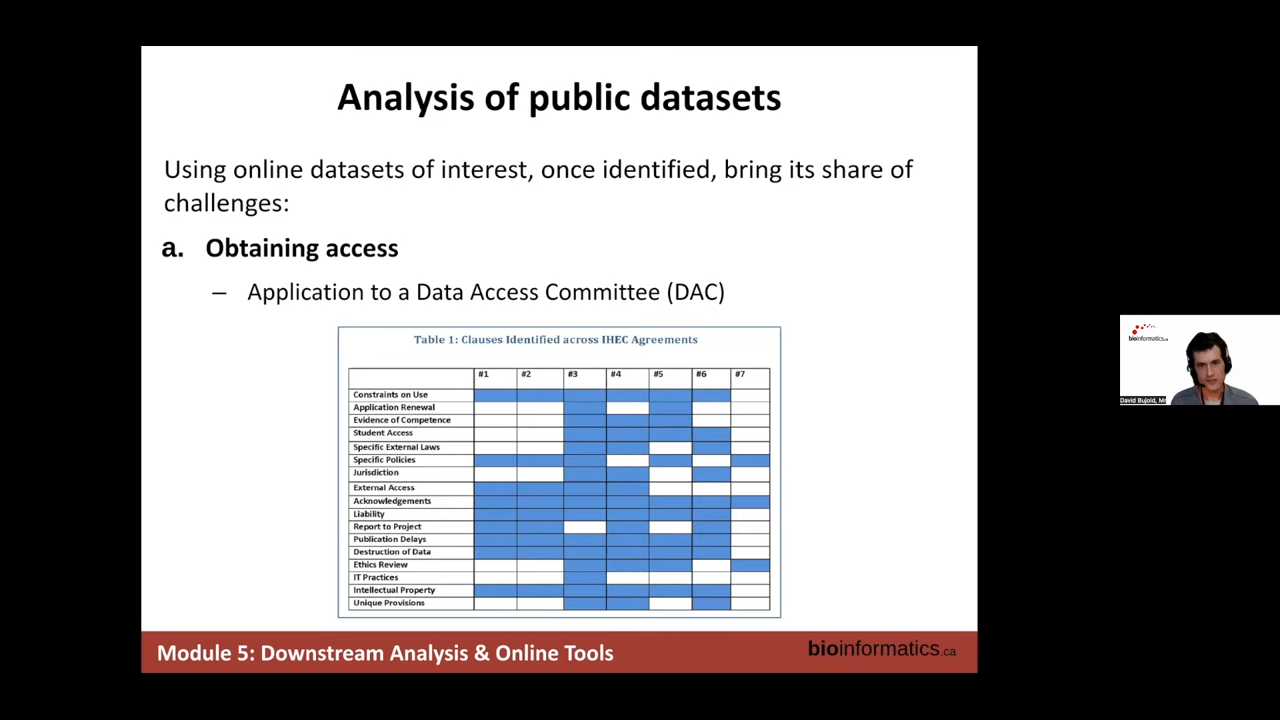 Analysis of public datasets
Using online datasets of interest, once identified, bring its share of
challenges:
a. Obtaining access
– Application to a Data Access Committee (DAC)
Table 1: Clauses Identified across IHEC Agreements
#1 #2 #3 #4 #5 #6 #7
Constraints on Use
Application Renewal
Evidence of Competence
Student Access
Specific External Laws
Specific Policies
Jurisdiction
External Access
Acknowledgements
Liability
Report to Project
Publication Delays
Destruction of Data
Ethics Review
IT Practices
Intellectual Property
Unique Provisions
Module 5: Downstream Analysis & Online Tools
bioinformatics.ca
bioinformatics.ca
David Bujold, M